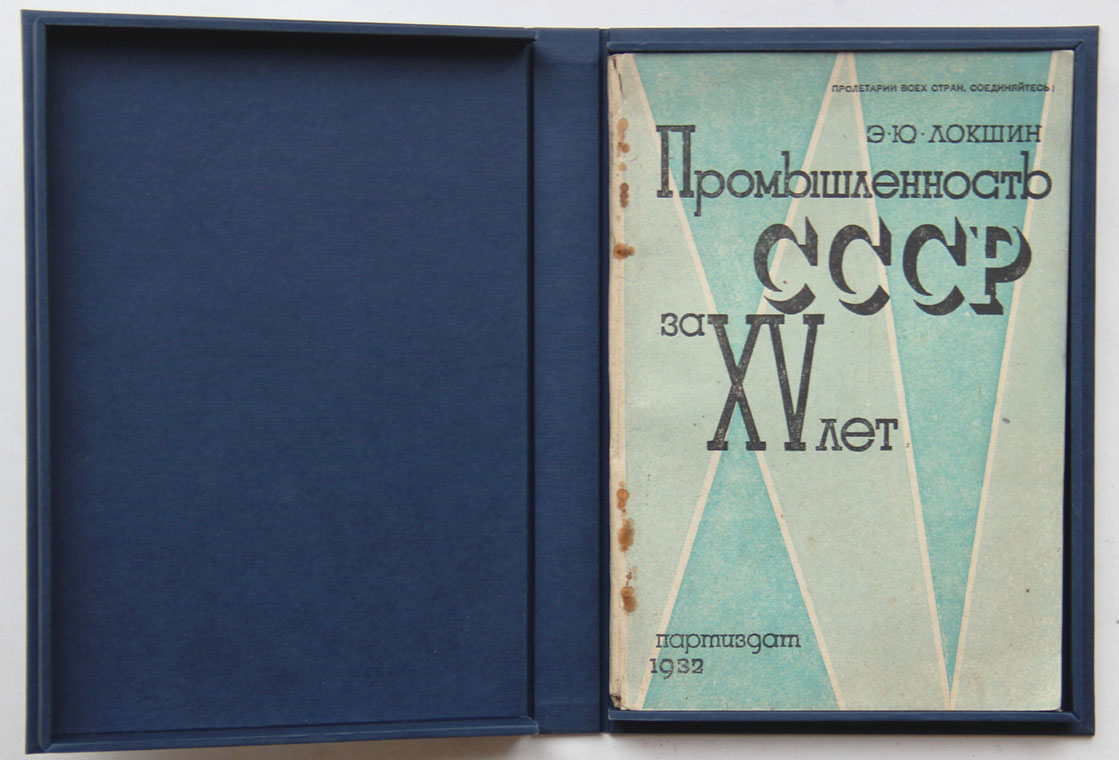 ПРОЛЕТАРИИ ВСЕХ СТРАН, СОЕДИНЯЙТЕСЬ!
Э·Ю·ЛОКШИН
Промышленность
СССР
за XV лет
партиздат
1932